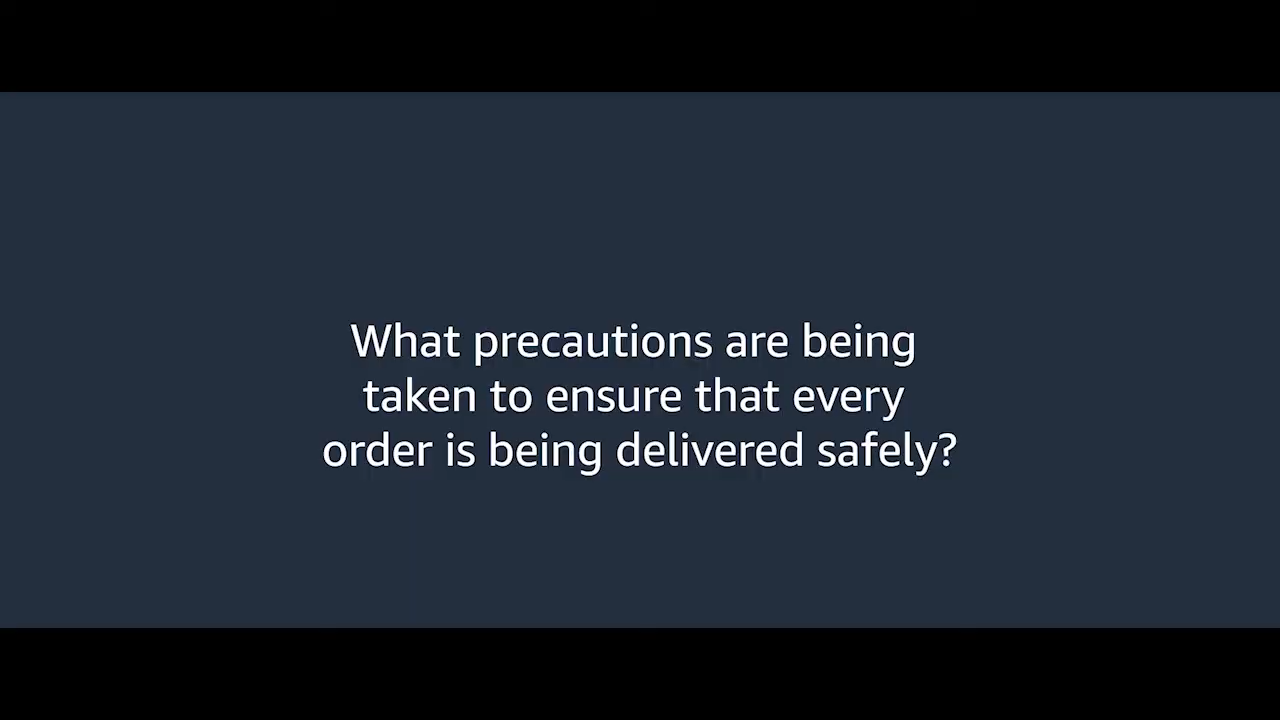 What precautions are being
taken to ensure that every
order is being delivered safely?